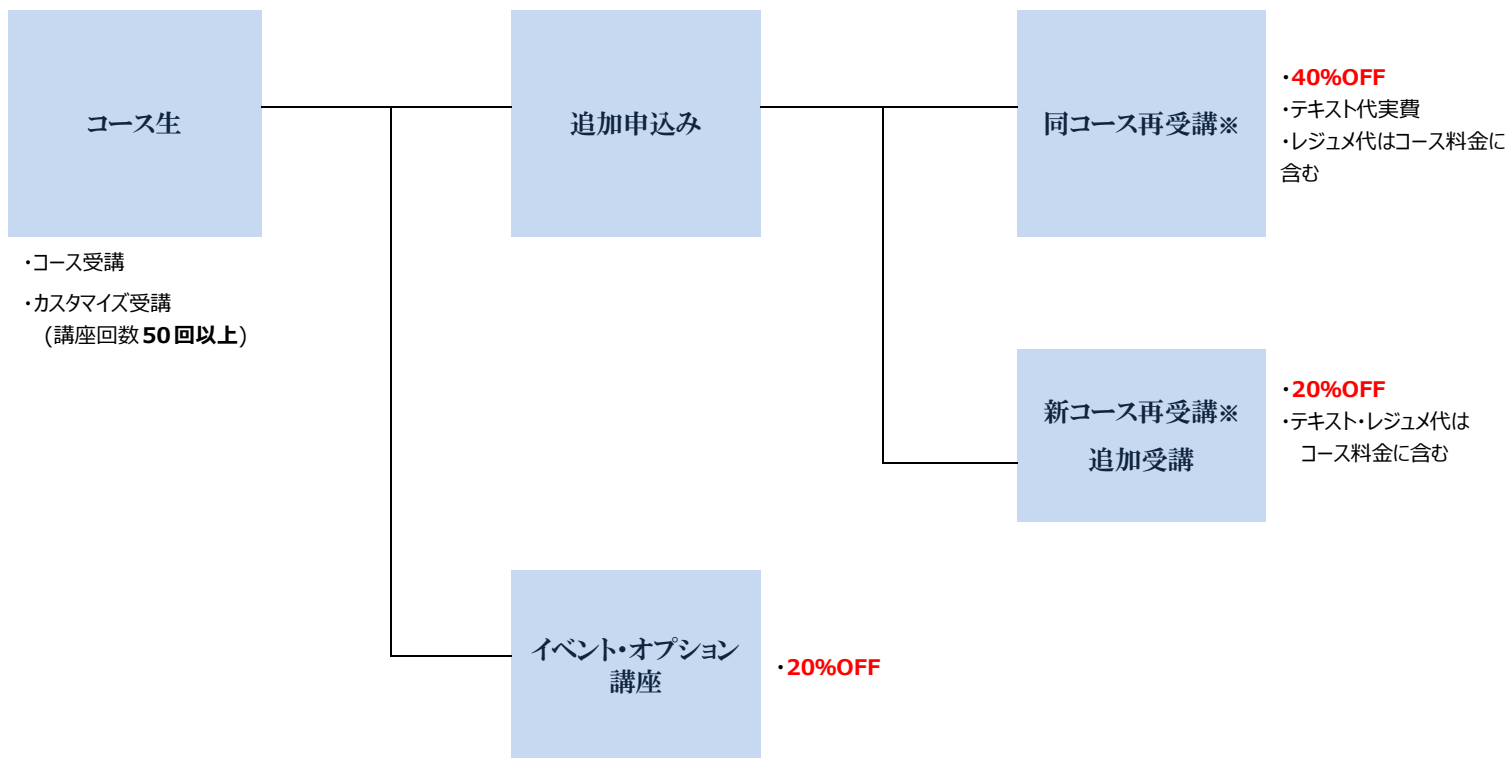 コース生
・コース受講
・カスタマイズ受講
(講座回数50回以上)
追加申込み
同コース再受講※
・40%OFF
・テキスト代実費
・レジュメ代はコース料金に
含む
新コース再受講※
追加受講
・20%OFF
・テキスト・レジュメ代は
コース料金に含む
イベント・オプション
講座
・20%OFF